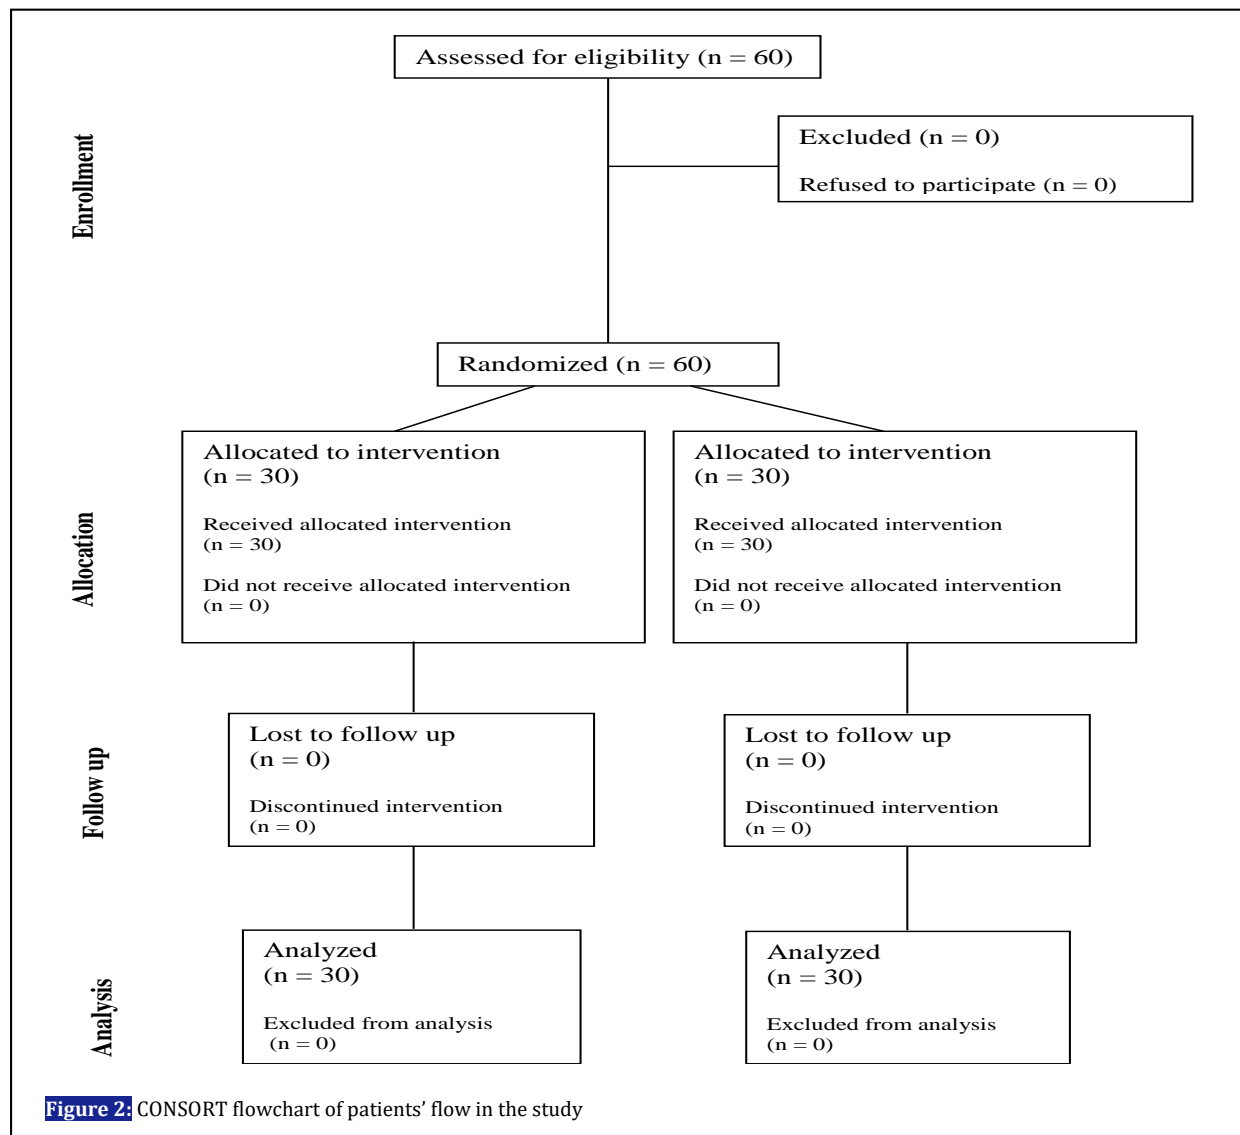 Assessed for eligibility (n = 60)
Enrollment
Excluded (n = 0)
Refused to participate (n = 0)
Randomized (n = 60)
Allocation
Allocated to intervention
(n = 30)
Received allocated intervention
(n = 30)
Did not receive allocated intervention
(n = 0)
Allocated to intervention
(n = 30)
Received allocated intervention
(n = 30)
Did not receive allocated intervention
(n = 0)
Follow up
Lost to follow up
(n = 0)
Discontinued intervention
(n = 0)
Lost to follow up
(n = 0)
Discontinued intervention
(n = 0)
Analysis
Analyzed
(n = 30)
Excluded from analysis
(n = 0)
Analyzed
(n = 30)
Excluded from analysis
(n = 0)
Figure 2: CONSORT flowchart of patients’ flow in the study